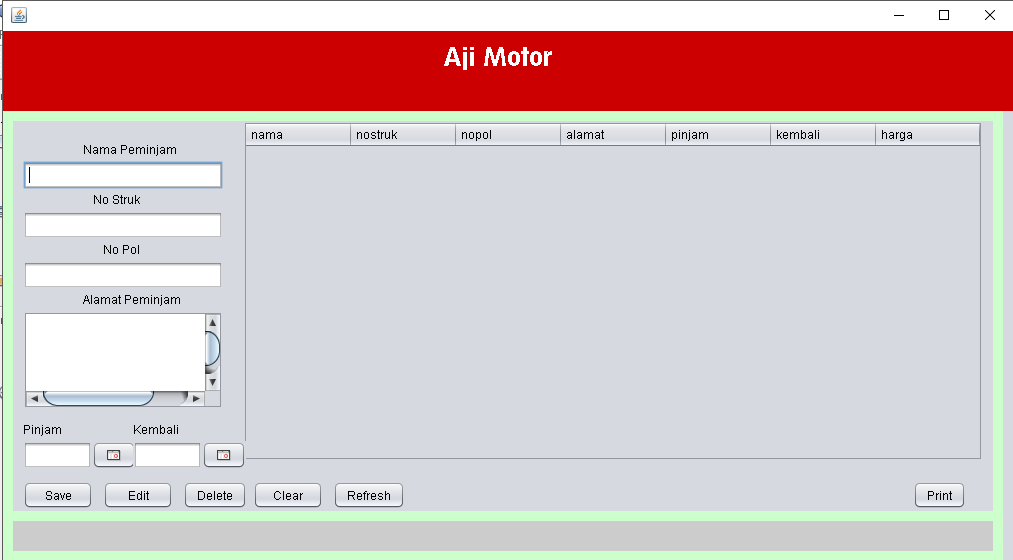 Aji Motor
nama nostruk nopol alamat pinjam kembali harga
Nama Peminjam
No Struk
No Pol
Alamat Peminjam
Pinjam Kembali
Save Edit Delete Clear Refresh Print